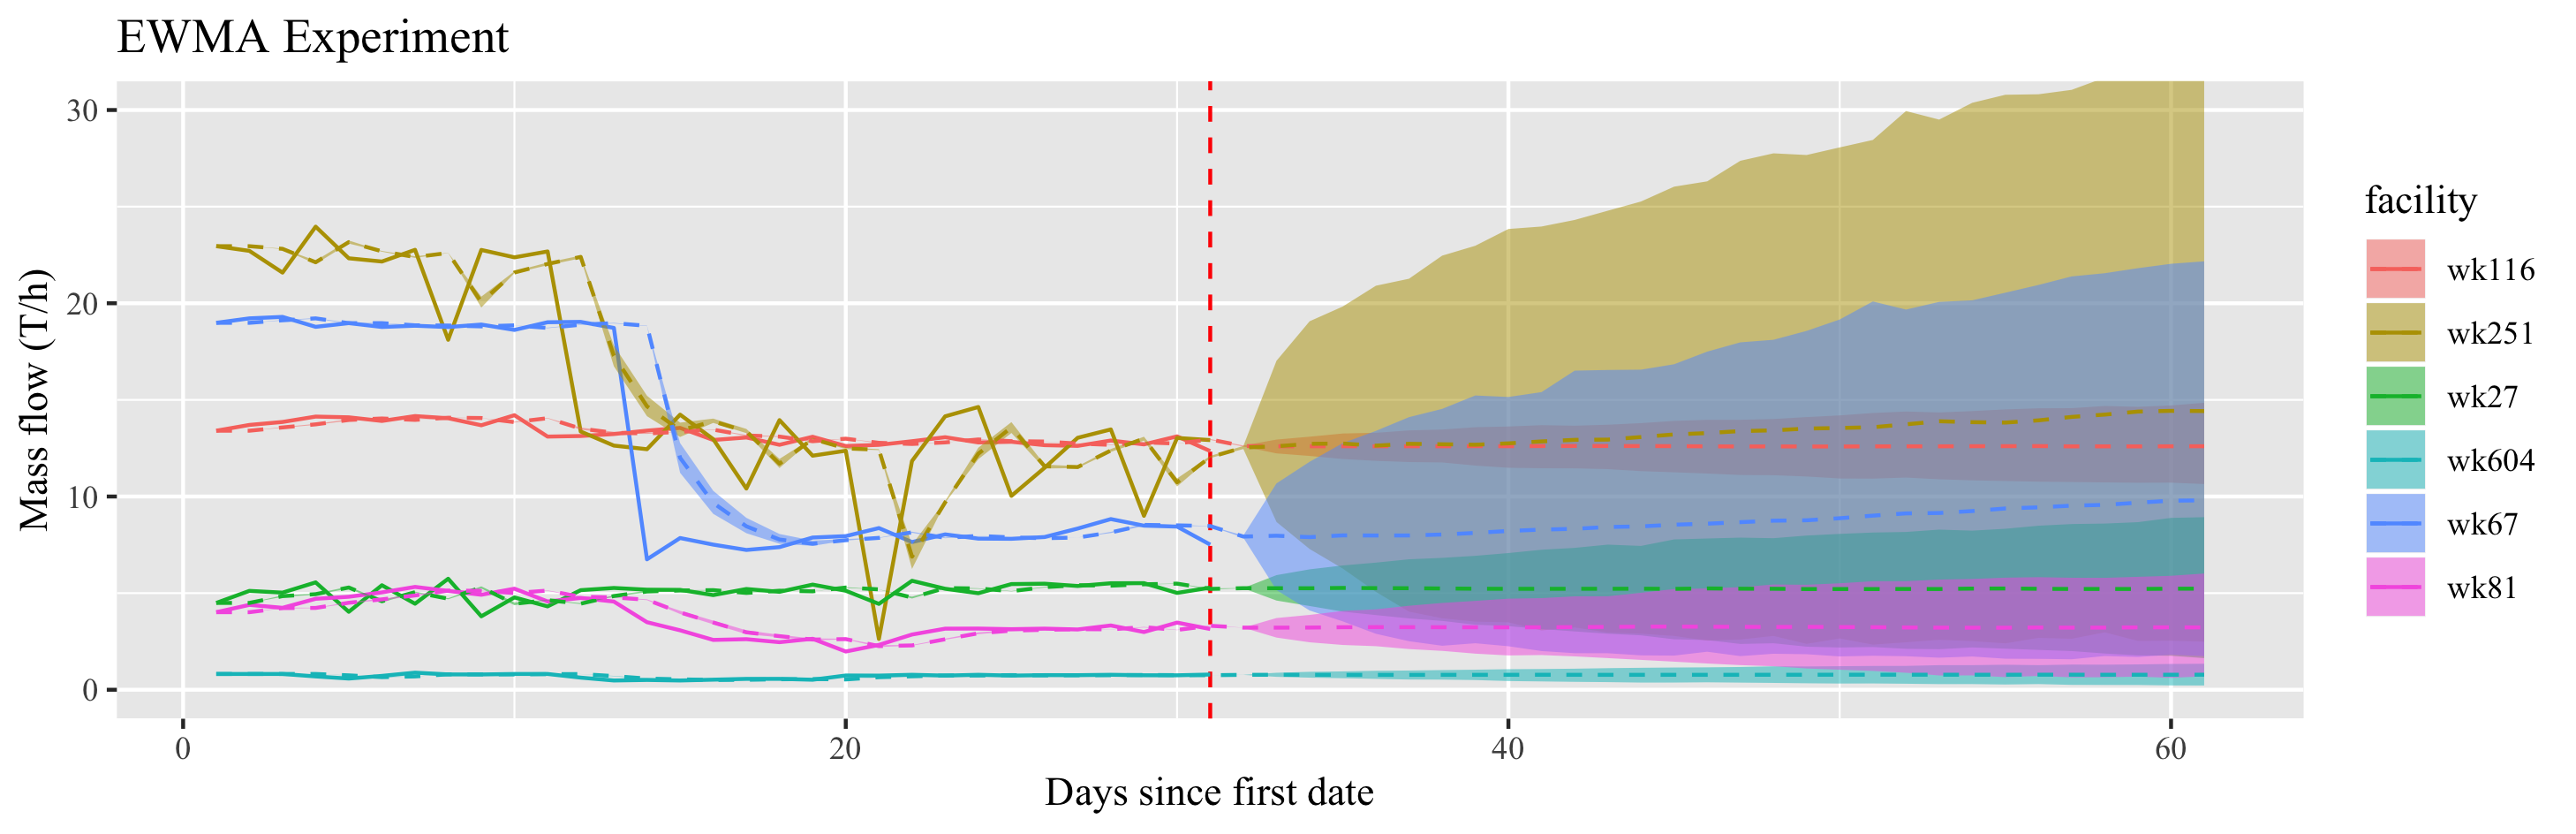 EWMA Experiment
30
20
10
0
Mass flow (T/h)
0 20 40 60
Days since first date
facility
wk116
wk251
wk27
wk604
wk67
wk81